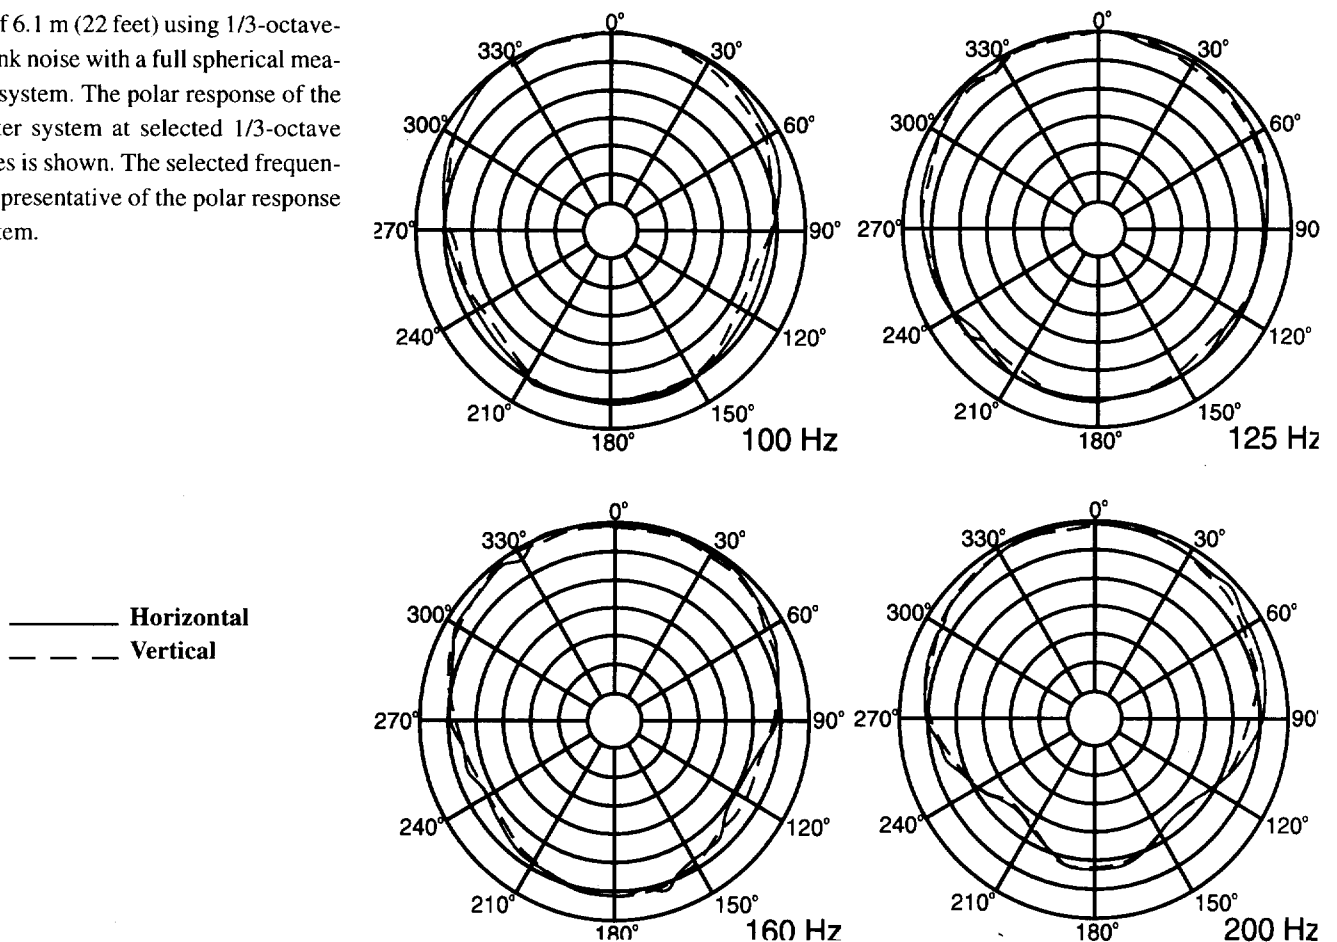 f 6.1 m (22 feet) using 1/3-octave-
nk noise with a full spherical mea-
system. The polar response of the
ter system at selected 1/3-octave
es is shown. The selected frequen-
presentative of the polar response
tem.
0°
330° 30°
300° 60°
270° 90°
240° 120°
210° 150°
180°
100 Hz
0°
330° 30°
300° 60°
270° 90
240° 120°
210° 150°
180°
125 Hz
Horizontal
Vertical
0°
330° 30°
300° 60°
270° 90°
240° 120°
210° 150°
180°
160 Hz
0°
330° 30°
300° 60°
270° 90°
240° 120°
210° 150°
180°
200 Hz